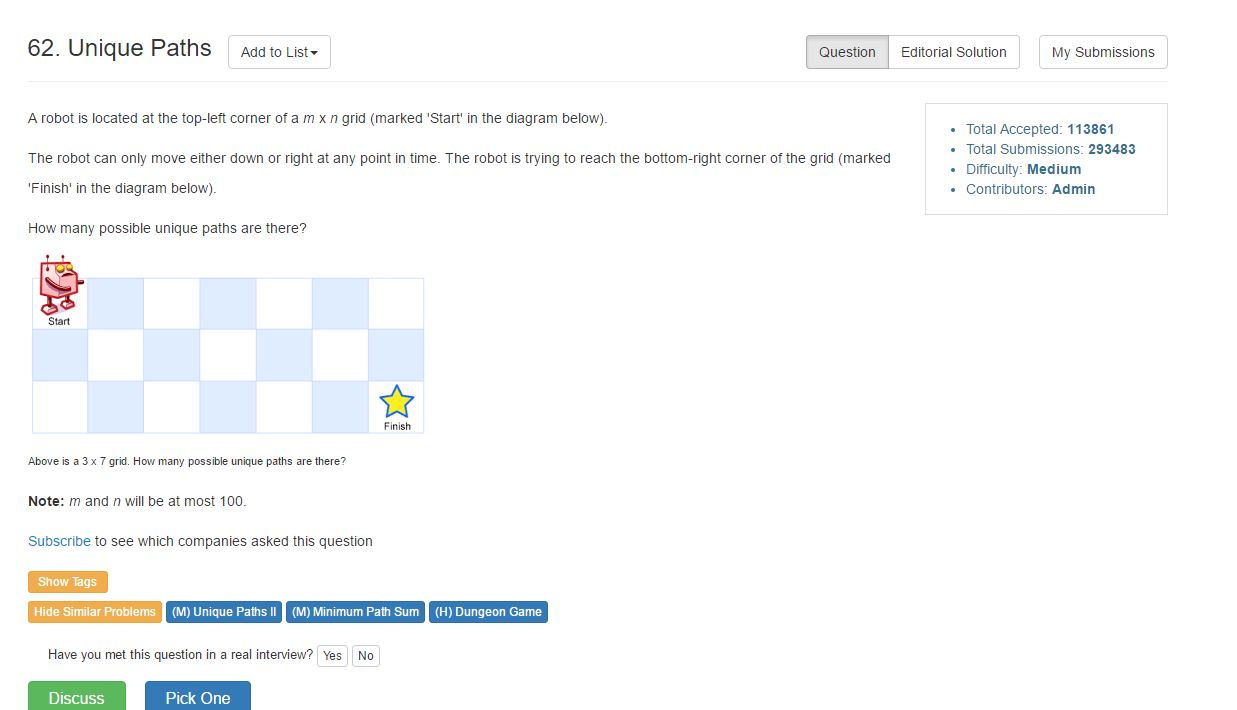 62. Unique Paths
Add to List
Question
Editorial Solution
My Submissions
A robot is located at the top-left corner of a m x n grid (marked 'Start' in the diagram below).
The robot can only move either down or right at any point in time. The robot is trying to reach the bottom-right corner of the grid (marked
'Finish' in the diagram below).
How many possible unique paths are there?
Total Accepted: 113861
Total Submissions: 293483
Difficulty: Medium
Contributors: Admin
Start
Finish
Above is a 3 x 7 grid. How many possible unique paths are there?
Note: m and n will be at most 100.
Subscribe to see which companies asked this question
Show Tags
Hide Similar Problems
(M) Unique Paths II
(M) Minimum Path Sum
(H) Dungeon Game
Have you met this question in a real interview?
Yes
No
Discuss
Pick One